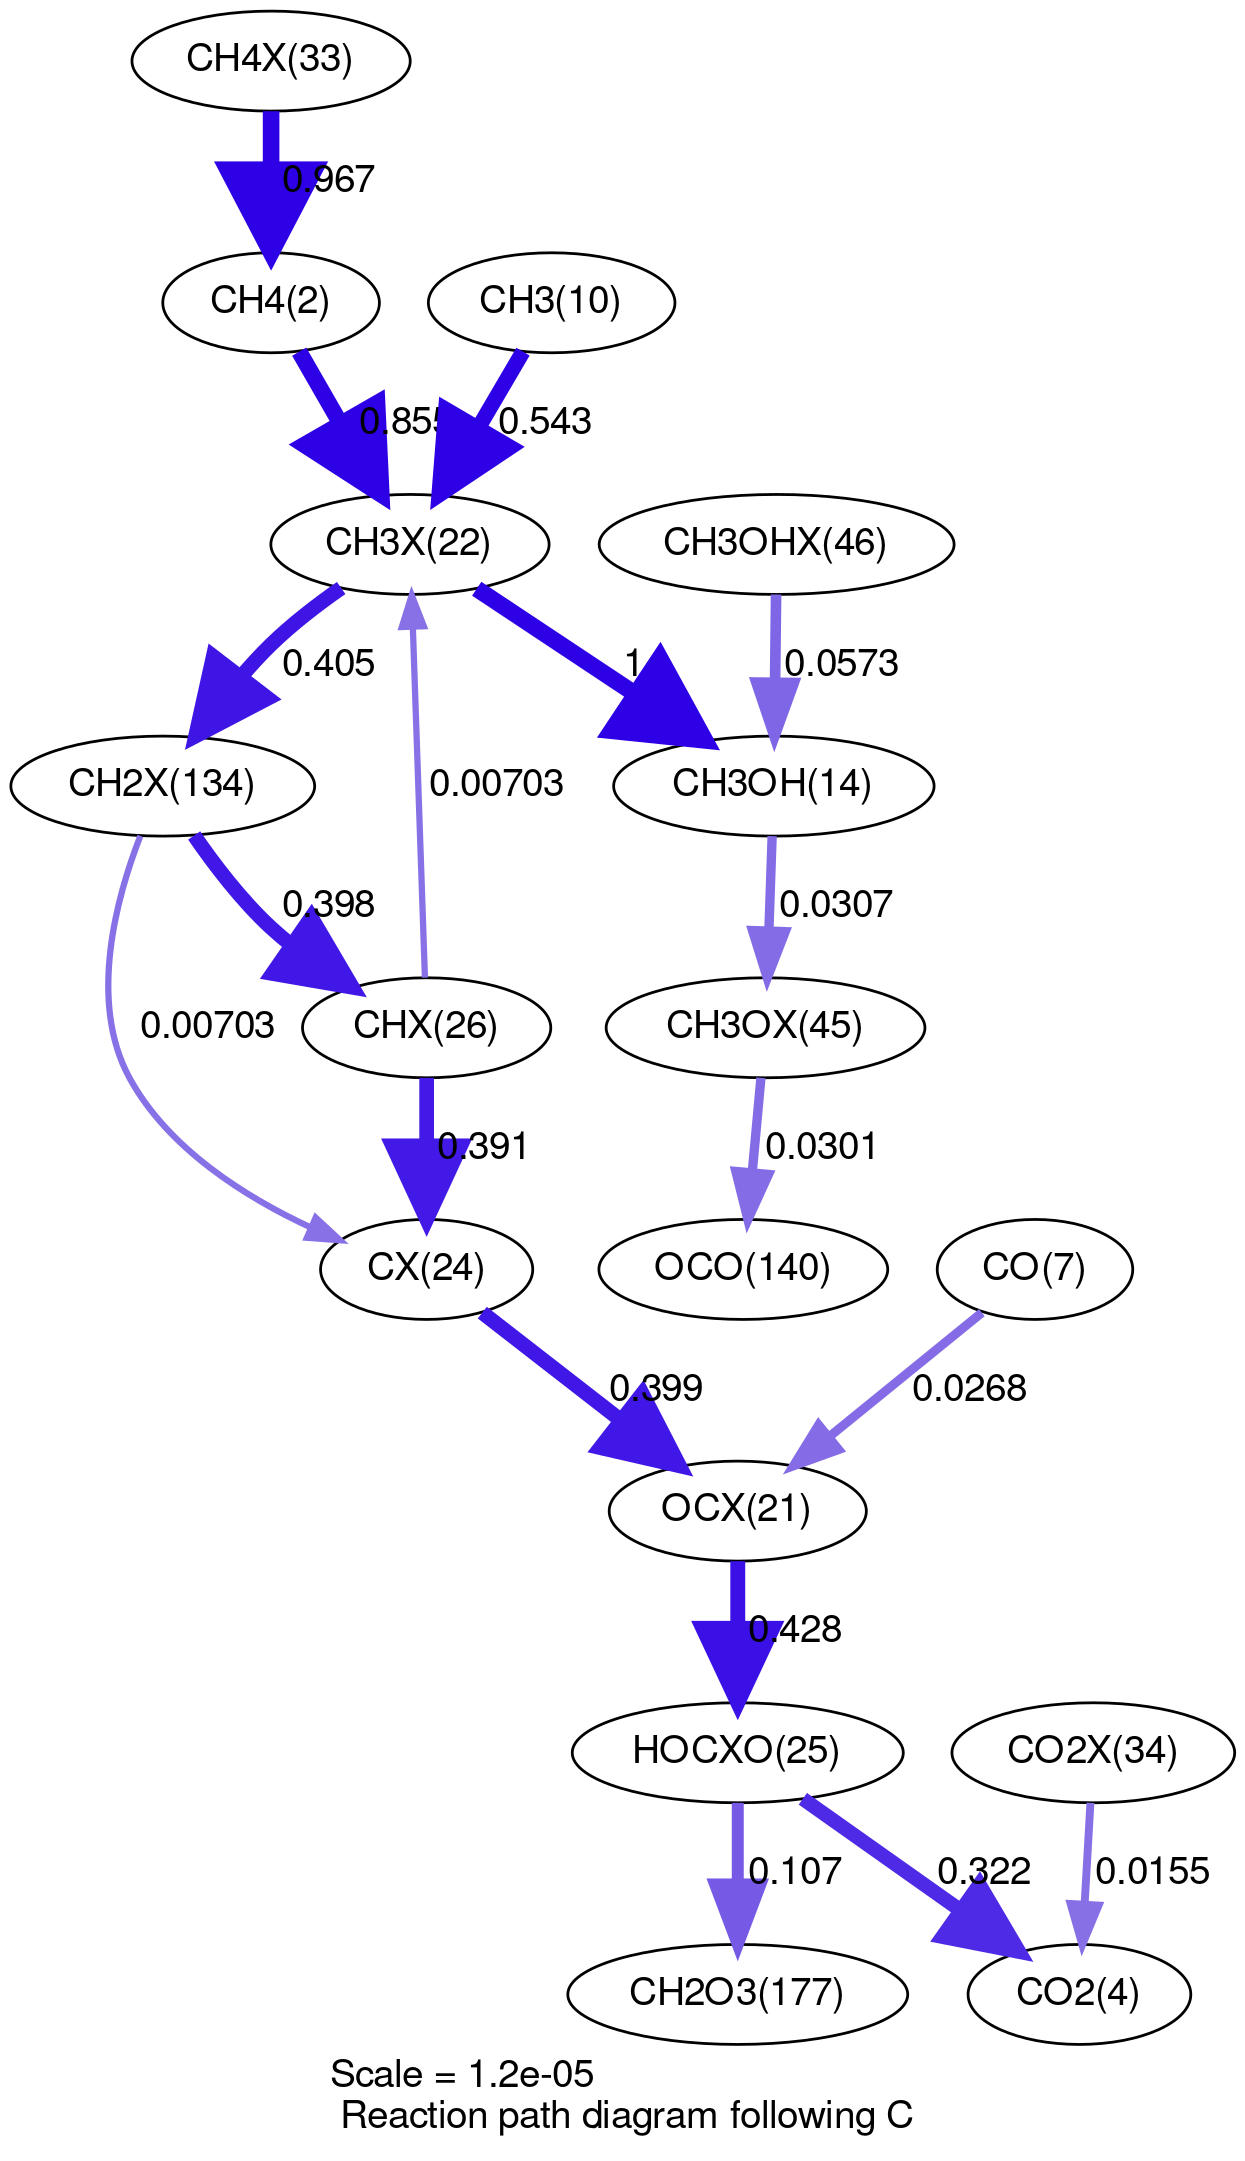 CH4X(33)
0.967
CH4(2)
CH3(10)
0.855
0.543
CH3X(22)
CH3OHX(46)
0.405
1
0.0573
CH2X(134)
0.00703
CH3OH(14)
0.398
0.0307
0.00703
CHX(26)
CH3OX(45)
0.391
0.0301
CX(24)
OCO(140)
CO(7)
0.399
0.0268
OCX(21)
0.428
HOCXO(25)
CO2X(34)
0.107
0.322
0.0155
CH2O3(177)
CO2(4)
Scale = 1.2e-05
Reaction path diagram following C